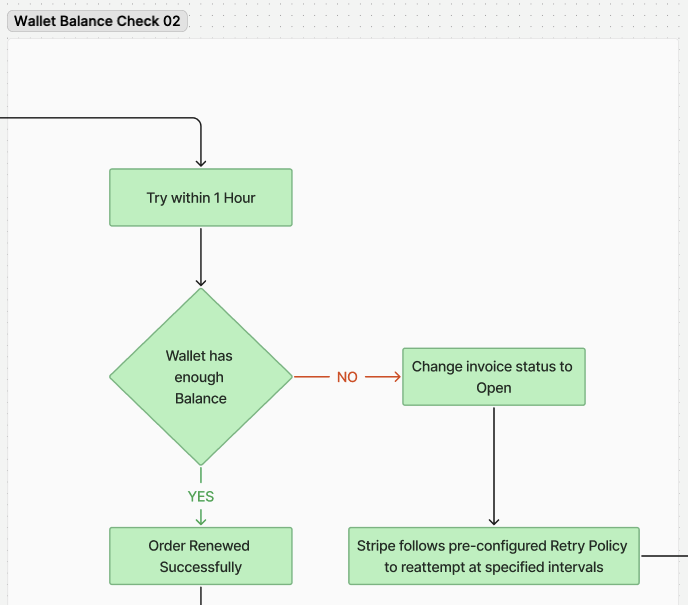 Wallet Balance Check 02
Try within 1 Hour
Wallet has
enough
Balance
NO
Change invoice status to
Open
YES
Order Renewed
Successfully
Stripe follows pre-configured Retry Policy
to reattempt at specified intervals